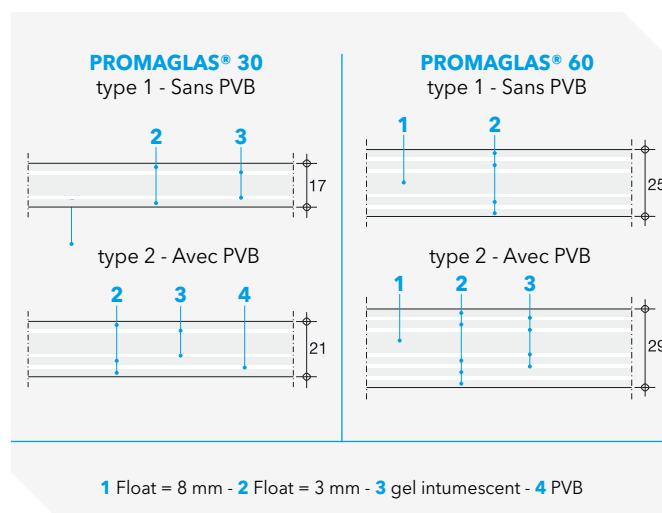 PROMAGLAS® 30
type 1 - Sans PVB
2 3
17
type 2 - Avec PVB
2 3 4
21
PROMAGLAS® 60
type 1 - Sans PVB
1 2
25
type 2 - Avec PVB
1 2 3
29
1 Float = 8 mm - 2 Float = 3 mm - 3 gel intumescent - 4 PVB